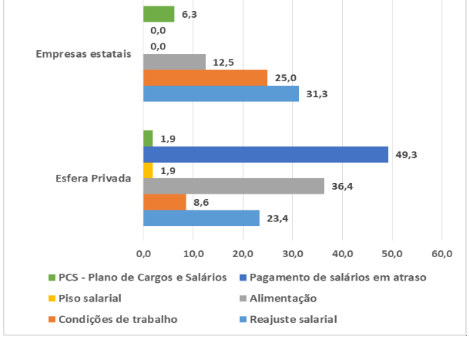 6,3
0,0
Empresas estatais
0,0
12,5
25,0
31,3
1,9
49,3
Esfera Privada
1,9
36,4
8,6
23,4
0,0 10,0 20,0 30,0 40,0 50,0 60,0
PCS - Plano de Cargos e Salários Pagamento de salários em atraso
Piso salarial Alimentação
Condições de trabalho Reajuste salarial